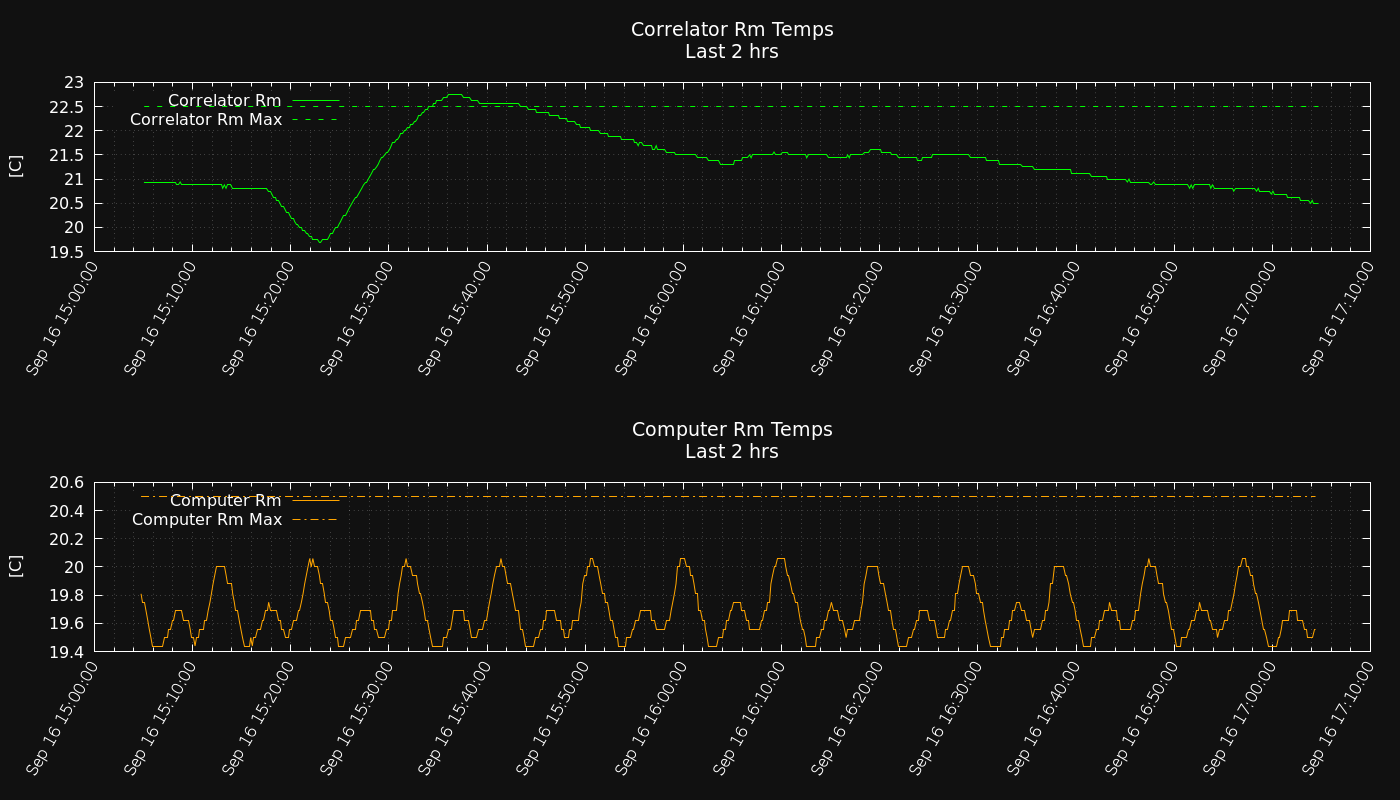 Correlator Rm Temps
Last 2 hrs
23
22.5
22
21.5
21
20.5
20
19.5
[C]
Correlator Rm
Correlator Rm Max
Sep 16 15:00:00
Sep 16 15:10:00
Sep 16 15:20:00
Sep 16 15:30:00
Sep 16 15:40:00
Sep 16 15:50:00
Sep 16 16:00:00
Sep 16 16:10:00
Sep 16 16:20:00
Sep 16 16:30:00
Sep 16 16:40:00
Sep 16 16:50:00
Sep 16 17:00:00
Sep 16 17:10:00
Computer Rm Temps
Last 2 hrs
20.6
20.4
20.2
20
19.8
19.6
19.4
[C]
Computer Rm
Computer Rm Max
Sep 16 15:00:00
Sep 16 15:10:00
Sep 16 15:20:00
Sep 16 15:30:00
Sep 16 15:40:00
Sep 16 15:50:00
Sep 16 16:00:00
Sep 16 16:10:00
Sep 16 16:20:00
Sep 16 16:30:00
Sep 16 16:40:00
Sep 16 16:50:00
Sep 16 17:00:00
Sep 16 17:10:00